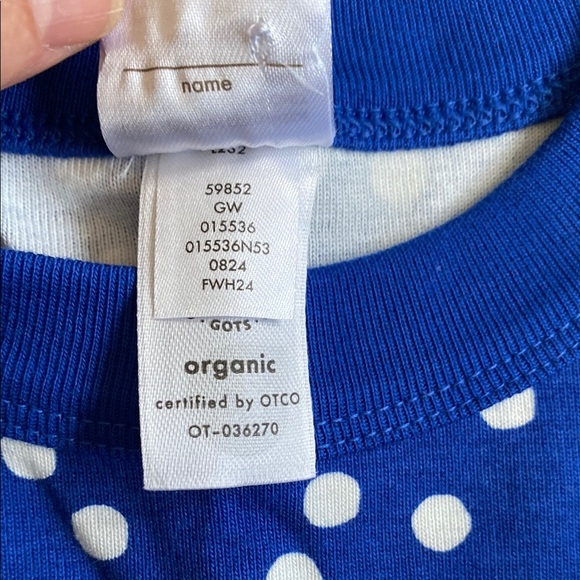 name
59852
GW
015536
015536N53
0824
FWH24
GOTS
organic
certified by OTCO
OT-036270